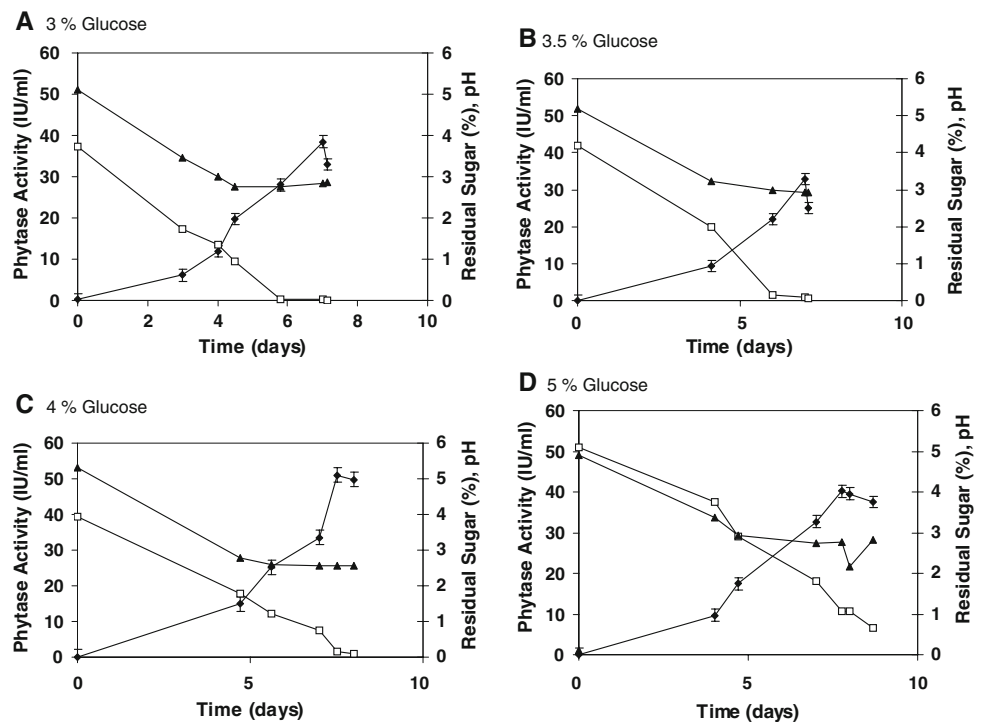 A 3 % Glucose
Phytase Activity (IU/ml)
60
50
40
30
20
10
0
6
5
4
3
2
1
0
Residual Sugar (%), pH
0 2 4 6 8 10
Time (days)
B 3.5 % Glucose
Phytase Activity (IU/ml)
60
50
40
30
20
10
0
6
5
4
3
2
1
0
Residual Sugar (%), pH
0 5 10
Time (days)
C 4 % Glucose
Phytase Activity (IU/ml)
60
50
40
30
20
10
0
6
5
4
3
2
1
0
Residual Sugar (%), pH
0 5 10
Time (days)
D 5 % Glucose
Phytase Activity (IU/ml)
60
50
40
30
20
10
0
6
5
4
3
2
1
0
Residual Sugar (%), pH
0 5 10
Time (days)